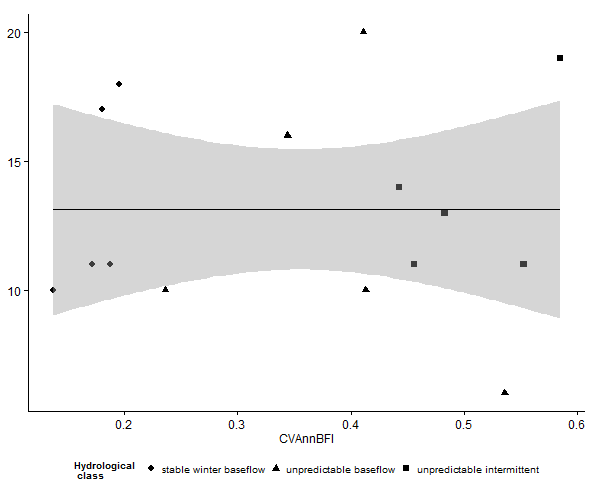 20
15
10
0.2 0.3 0.4 0.5 0.6
CVAnnBFI
Hydrological
class
stable winter baseflow unpredictable baseflow unpredictable intermittent